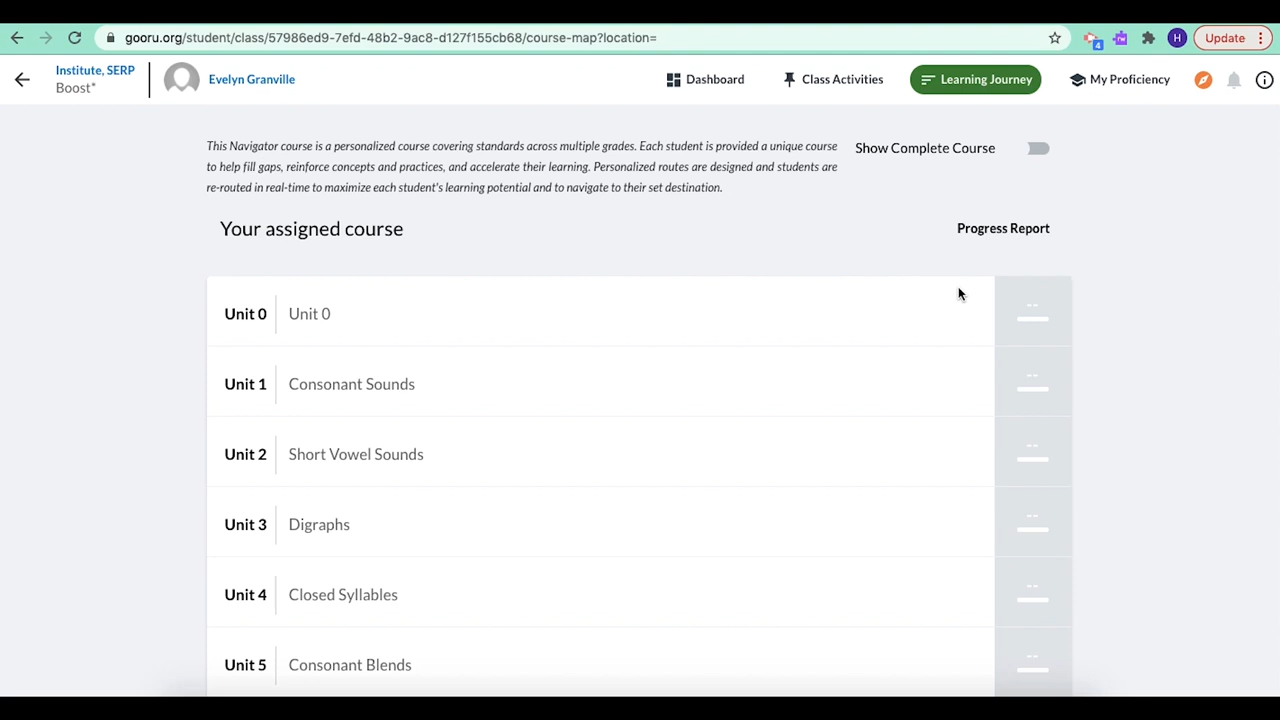 gooru.org/student/class/57986ed9-7efd-48b2-9ac8-d127f155cb68/course-map?location=
4
H
Update
Institute, SERP
Boost*
Evelyn Granville
Dashboard
Class Activities
Learning Journey
My Proficiency
This Navigator course is a personalized course covering standards across multiple grades. Each student is provided a unique course
to help fill gaps, reinforce concepts and practices, and accelerate their learning. Personalized routes are designed and students are
re-routed in real-time to maximize each student's learning potential and to navigate to their set destination.
Show Complete Course
Your assigned course
Progress Report
Unit 0 Unit 0 --
Unit 1 Consonant Sounds --
Unit 2 Short Vowel Sounds --
Unit 3 Digraphs --
Unit 4 Closed Syllables --
Unit 5 Consonant Blends --